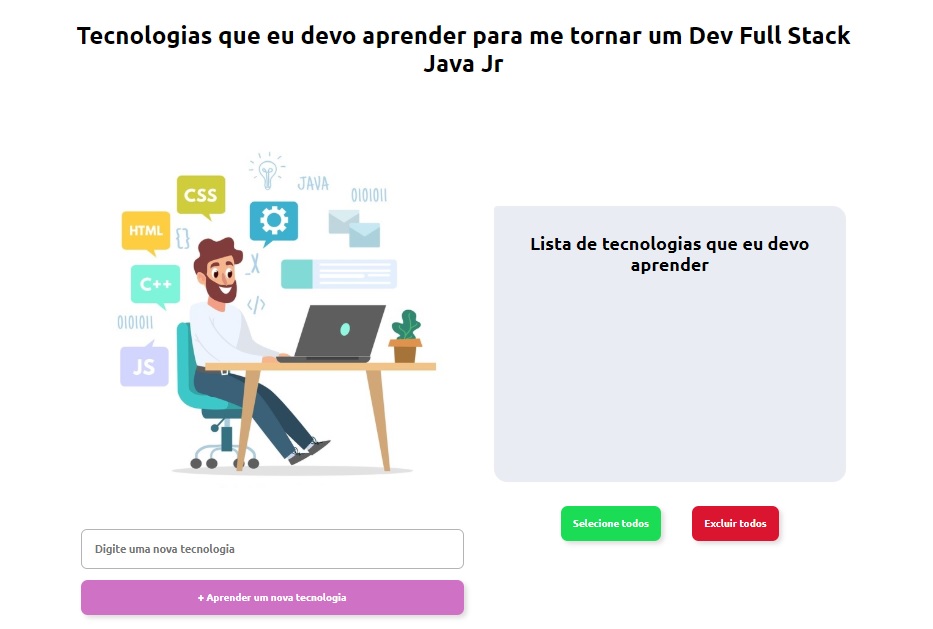 Tecnologias que eu devo aprender para me tornar um Dev Full Stack
Java Jr
JAVA
CSS
0101011
HTML
{}
C++
</>
0101011
JS
Lista de tecnologias que eu devo
aprender
Selecione todos
Excluir todos
Digite uma nova tecnologia
+ Aprender um nova tecnologia